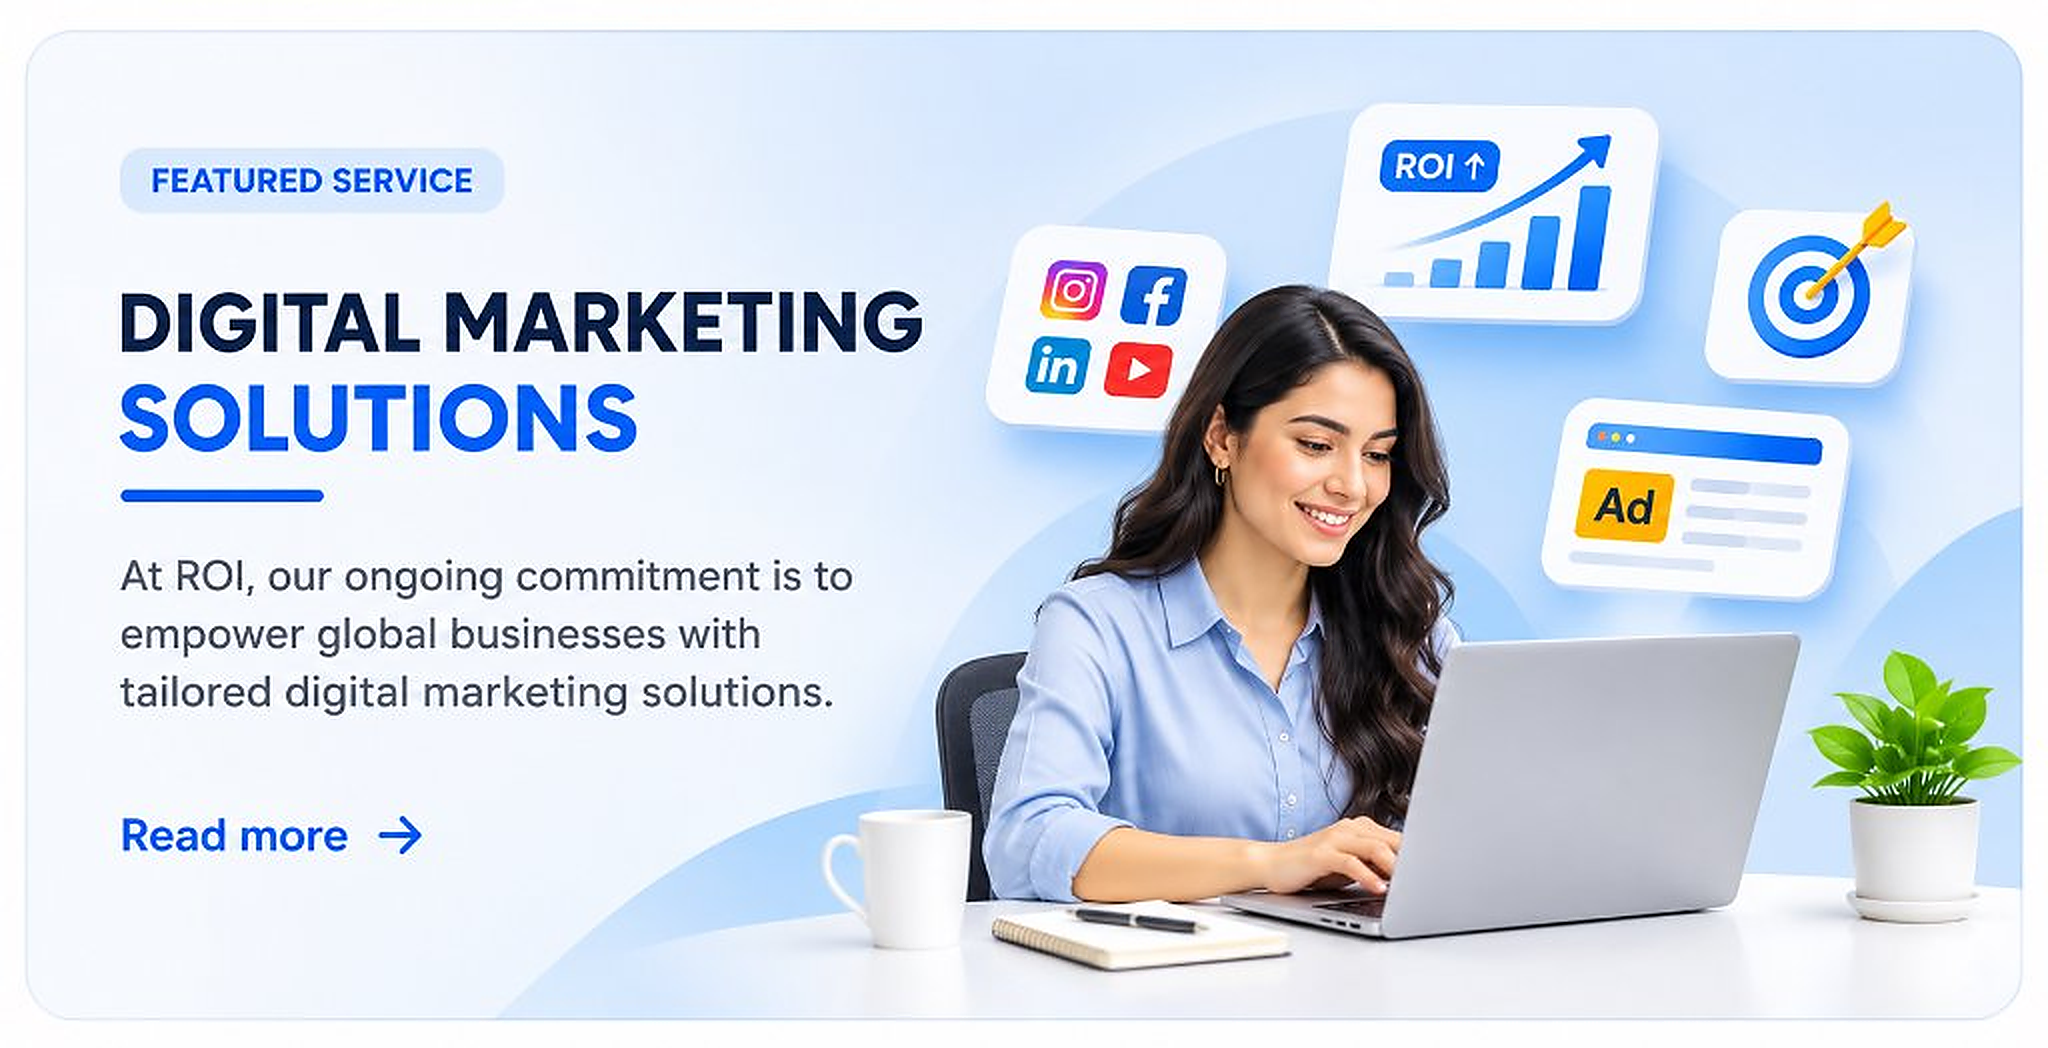 FEATURED SERVICE
DIGITAL MARKETING
SOLUTIONS
At ROI, our ongoing commitment is to
empower global businesses with
tailored digital marketing solutions.
Read more →
ROI ↑
f
in
Ad